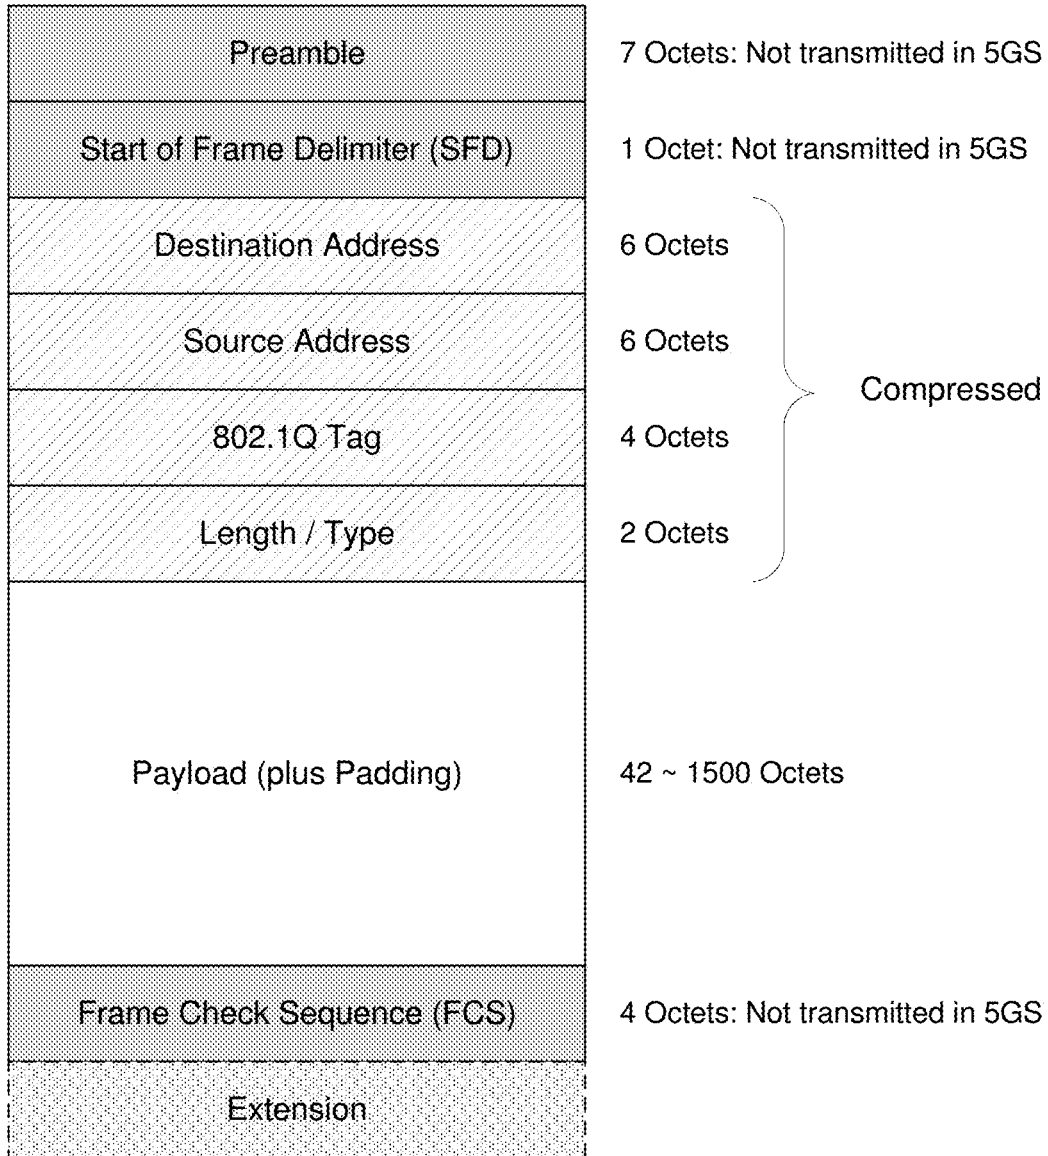 Preamble 7 Octets: Not transmitted in 5GS
Start of Frame Delimiter (SFD) 1 Octet: Not transmitted in 5GS
Destination Address 6 Octets
Source Address 6 Octets
Compressed
802.1Q Tag 4 Octets
Length / Type 2 Octets
Payload (plus Padding) 42 ~ 1500 Octets
Frame Check Sequence (FCS) 4 Octets: Not transmitted in 5GS
Extension